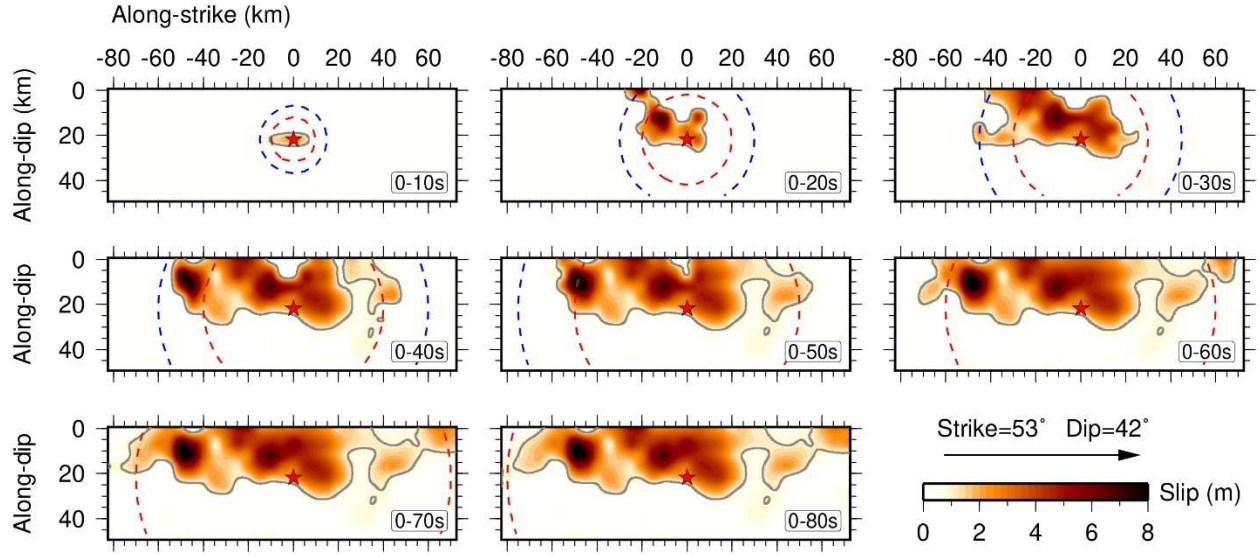 Along-strike (km)
-80 -60 -40 -20 0 20 40 60 -80 -60 -40 -20 0 20 40 60 -80 -60 -40 -20 0 20 40 60
Along-dip (km)
0
20
40
0-10s
0-20s
0-30s
Along-dip
0
20
40
0-40s
0-50s
0-60s
Along-dip
0
20
40
0-70s
0-80s
Strike=53° Dip=42°
Slip (m)
0 2 4 6 8